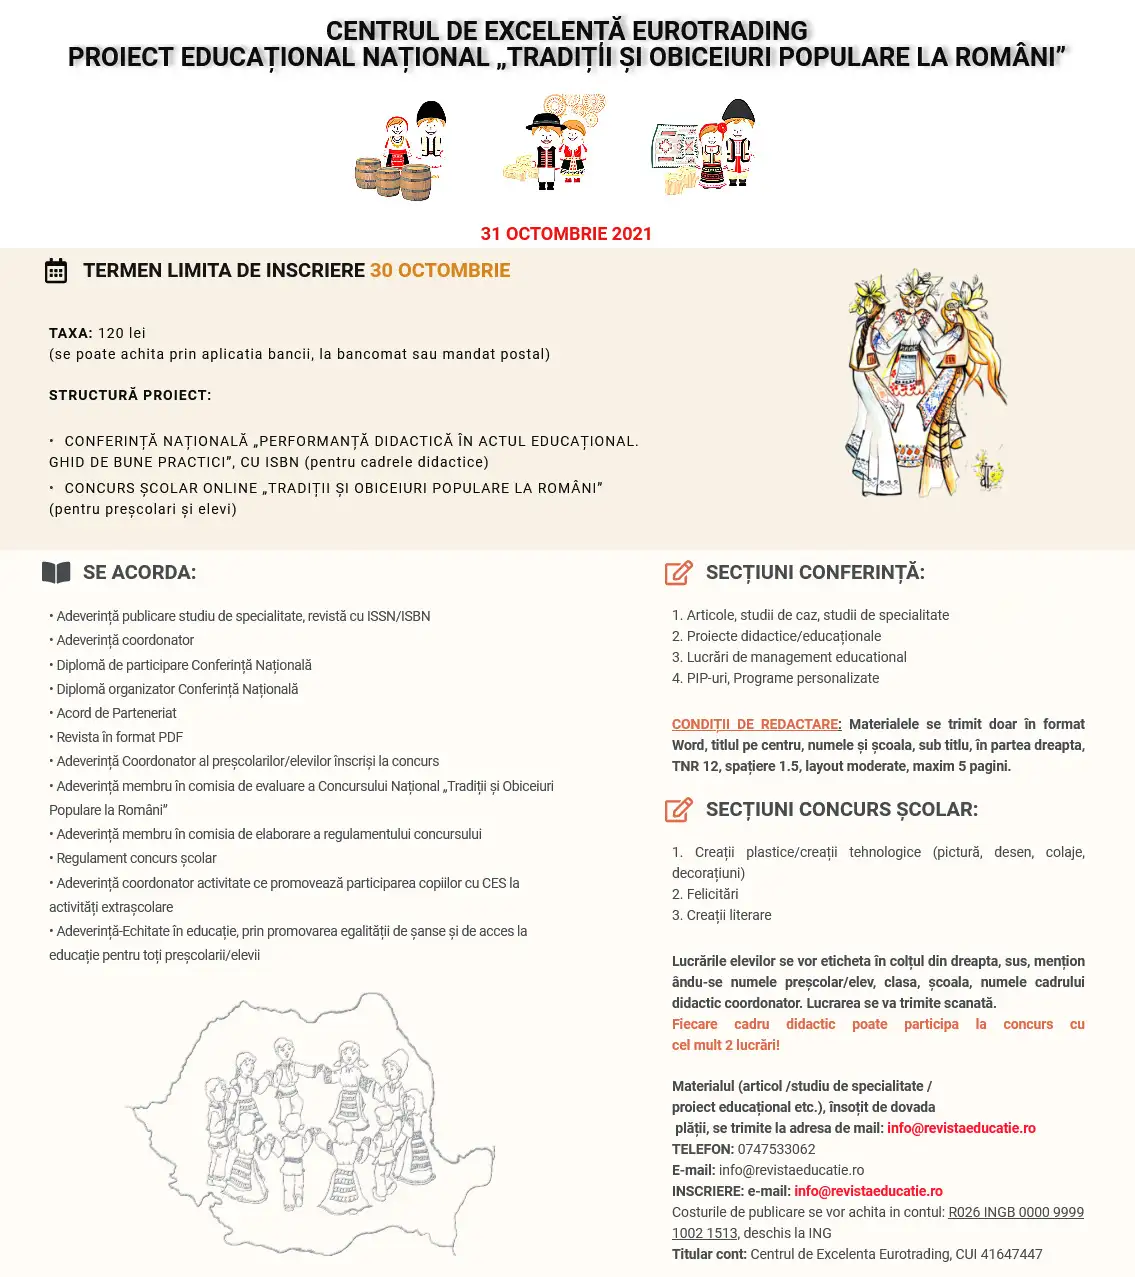 CENTRUL DE EXCELENȚĂ EUROTRADING
PROIECT EDUCAȚIONAL NAȚIONAL „TRADIȚII ȘI OBICEIURI POPULARE LA ROMÂNI”
31 OCTOMBRIE 2021
TERMEN LIMITA DE INSCRIERE 30 OCTOMBRIE
TAXA: 120 lei
(se poate achita prin aplicatia bancii, la bancomat sau mandat postal)
STRUCTURĂ PROIECT:
• CONFERINȚĂ NAȚIONALĂ „PERFORMANȚĂ DIDACTICĂ ÎN ACTUL EDUCAȚIONAL.
GHID DE BUNE PRACTICI”, CU ISBN (pentru cadrele didactice)
• CONCURS ȘCOLAR ONLINE „TRADIȚII ȘI OBICEIURI POPULARE LA ROMÂNI”
(pentru preșcolari și elevi)
SE ACORDA:
• Adeverință publicare studiu de specialitate, revistă cu ISSN/ISBN
• Adeverință coordonator
• Diplomă de participare Conferință Națională
• Diplomă organizator Conferință Națională
• Acord de Parteneriat
• Revista în format PDF
• Adeverință Coordonator al preșcolarilor/elevilor înscriși la concurs
• Adeverință membru în comisia de evaluare a Concursului Național „Tradiții și Obiceiuri
Populare la Români”
• Adeverință membru în comisia de elaborare a regulamentului concursului
• Regulament concurs școlar
• Adeverință coordonator activitate ce promovează participarea copiilor cu CES la
activități extrașcolare
• Adeverință-Echitate în educație, prin promovarea egalității de șanse și de acces la
educație pentru toți preșcolarii/elevii
SECȚIUNI CONFERINȚĂ:
1. Articole, studii de caz, studii de specialitate
2. Proiecte didactice/educaționale
3. Lucrări de management educational
4. PIP-uri, Programe personalizate
CONDIȚII DE REDACTARE: Materialele se trimit doar în format
Word, titlul pe centru, numele și școala, sub titlu, în partea dreapta,
TNR 12, spațiere 1.5, layout moderate, maxim 5 pagini.
SECȚIUNI CONCURS ȘCOLAR:
1. Creații plastice/creații tehnologice (pictură, desen, colaje,
decorațiuni)
2. Felicitări
3. Creații literare
Lucrările elevilor se vor eticheta în colțul din dreapta, sus, mențion
ându-se numele preșcolar/elev, clasa, școala, numele cadrului
didactic coordonator. Lucrarea se va trimite scanată.
Fiecare cadru didactic poate participa la concurs cu
cel mult 2 lucrări!
Materialul (articol /studiu de specialitate /
proiect educațional etc.), însoțit de dovada
plății, se trimite la adresa de mail: info@revistaeducatie.ro
TELEFON: 0747533062
E-mail: info@revistaeducatie.ro
INSCRIERE: e-mail: info@revistaeducatie.ro
Costurile de publicare se vor achita in contul: R026 INGB 0000 9999
1002 1513, deschis la ING
Titular cont: Centrul de Excelenta Eurotrading, CUI 41647447